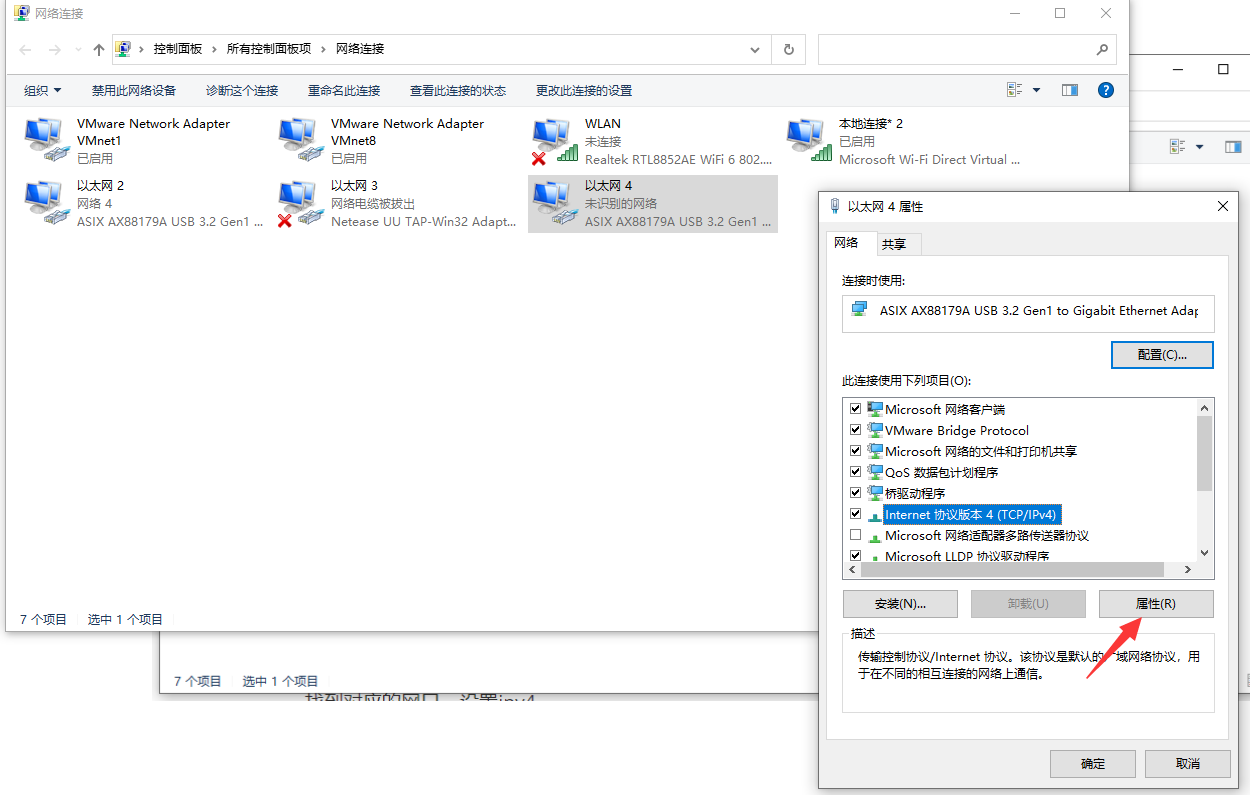 网络连接
控制面板 › 所有控制面板项 › 网络连接
组织 禁用此网络设备 诊断这个连接 重命名此连接 查看此连接的状态 更改此连接的设置
VMware Network Adapter
VMnet1
已启用
VMware Network Adapter
VMnet8
已启用
WLAN
未连接
Realtek RTL8852AE WiFi 6 802....
本地连接* 2
已启用
Microsoft Wi-Fi Direct Virtual ...
以太网 2
网络 4
ASIX AX88179A USB 3.2 Gen1 ...
以太网 3
网络电缆被拔出
Netease UU TAP-Win32 Adapt...
以太网 4
未识别的网络
ASIX AX88179A USB 3.2 Gen1 ...
7 个项目 选中 1 个项目
7 个项目 选中 1 个项目
找到对应的网口，设置ipv4
以太网 4 属性
网络 共享
连接时使用:
ASIX AX88179A USB 3.2 Gen1 to Gigabit Ethernet Adap
配置(C)...
此连接使用下列项目(O):
Microsoft 网络客户端
VMware Bridge Protocol
Microsoft 网络的文件和打印机共享
QoS 数据包计划程序
桥驱动程序
Internet 协议版本 4 (TCP/IPv4)
Microsoft 网络适配器多路传送器协议
Microsoft LLDP 协议驱动程序
安装(N)... 卸载(U) 属性(R)
描述
传输控制协议/Internet 协议。该协议是默认的广域网络协议，用
于在不同的相互连接的网络上通信。
确定 取消